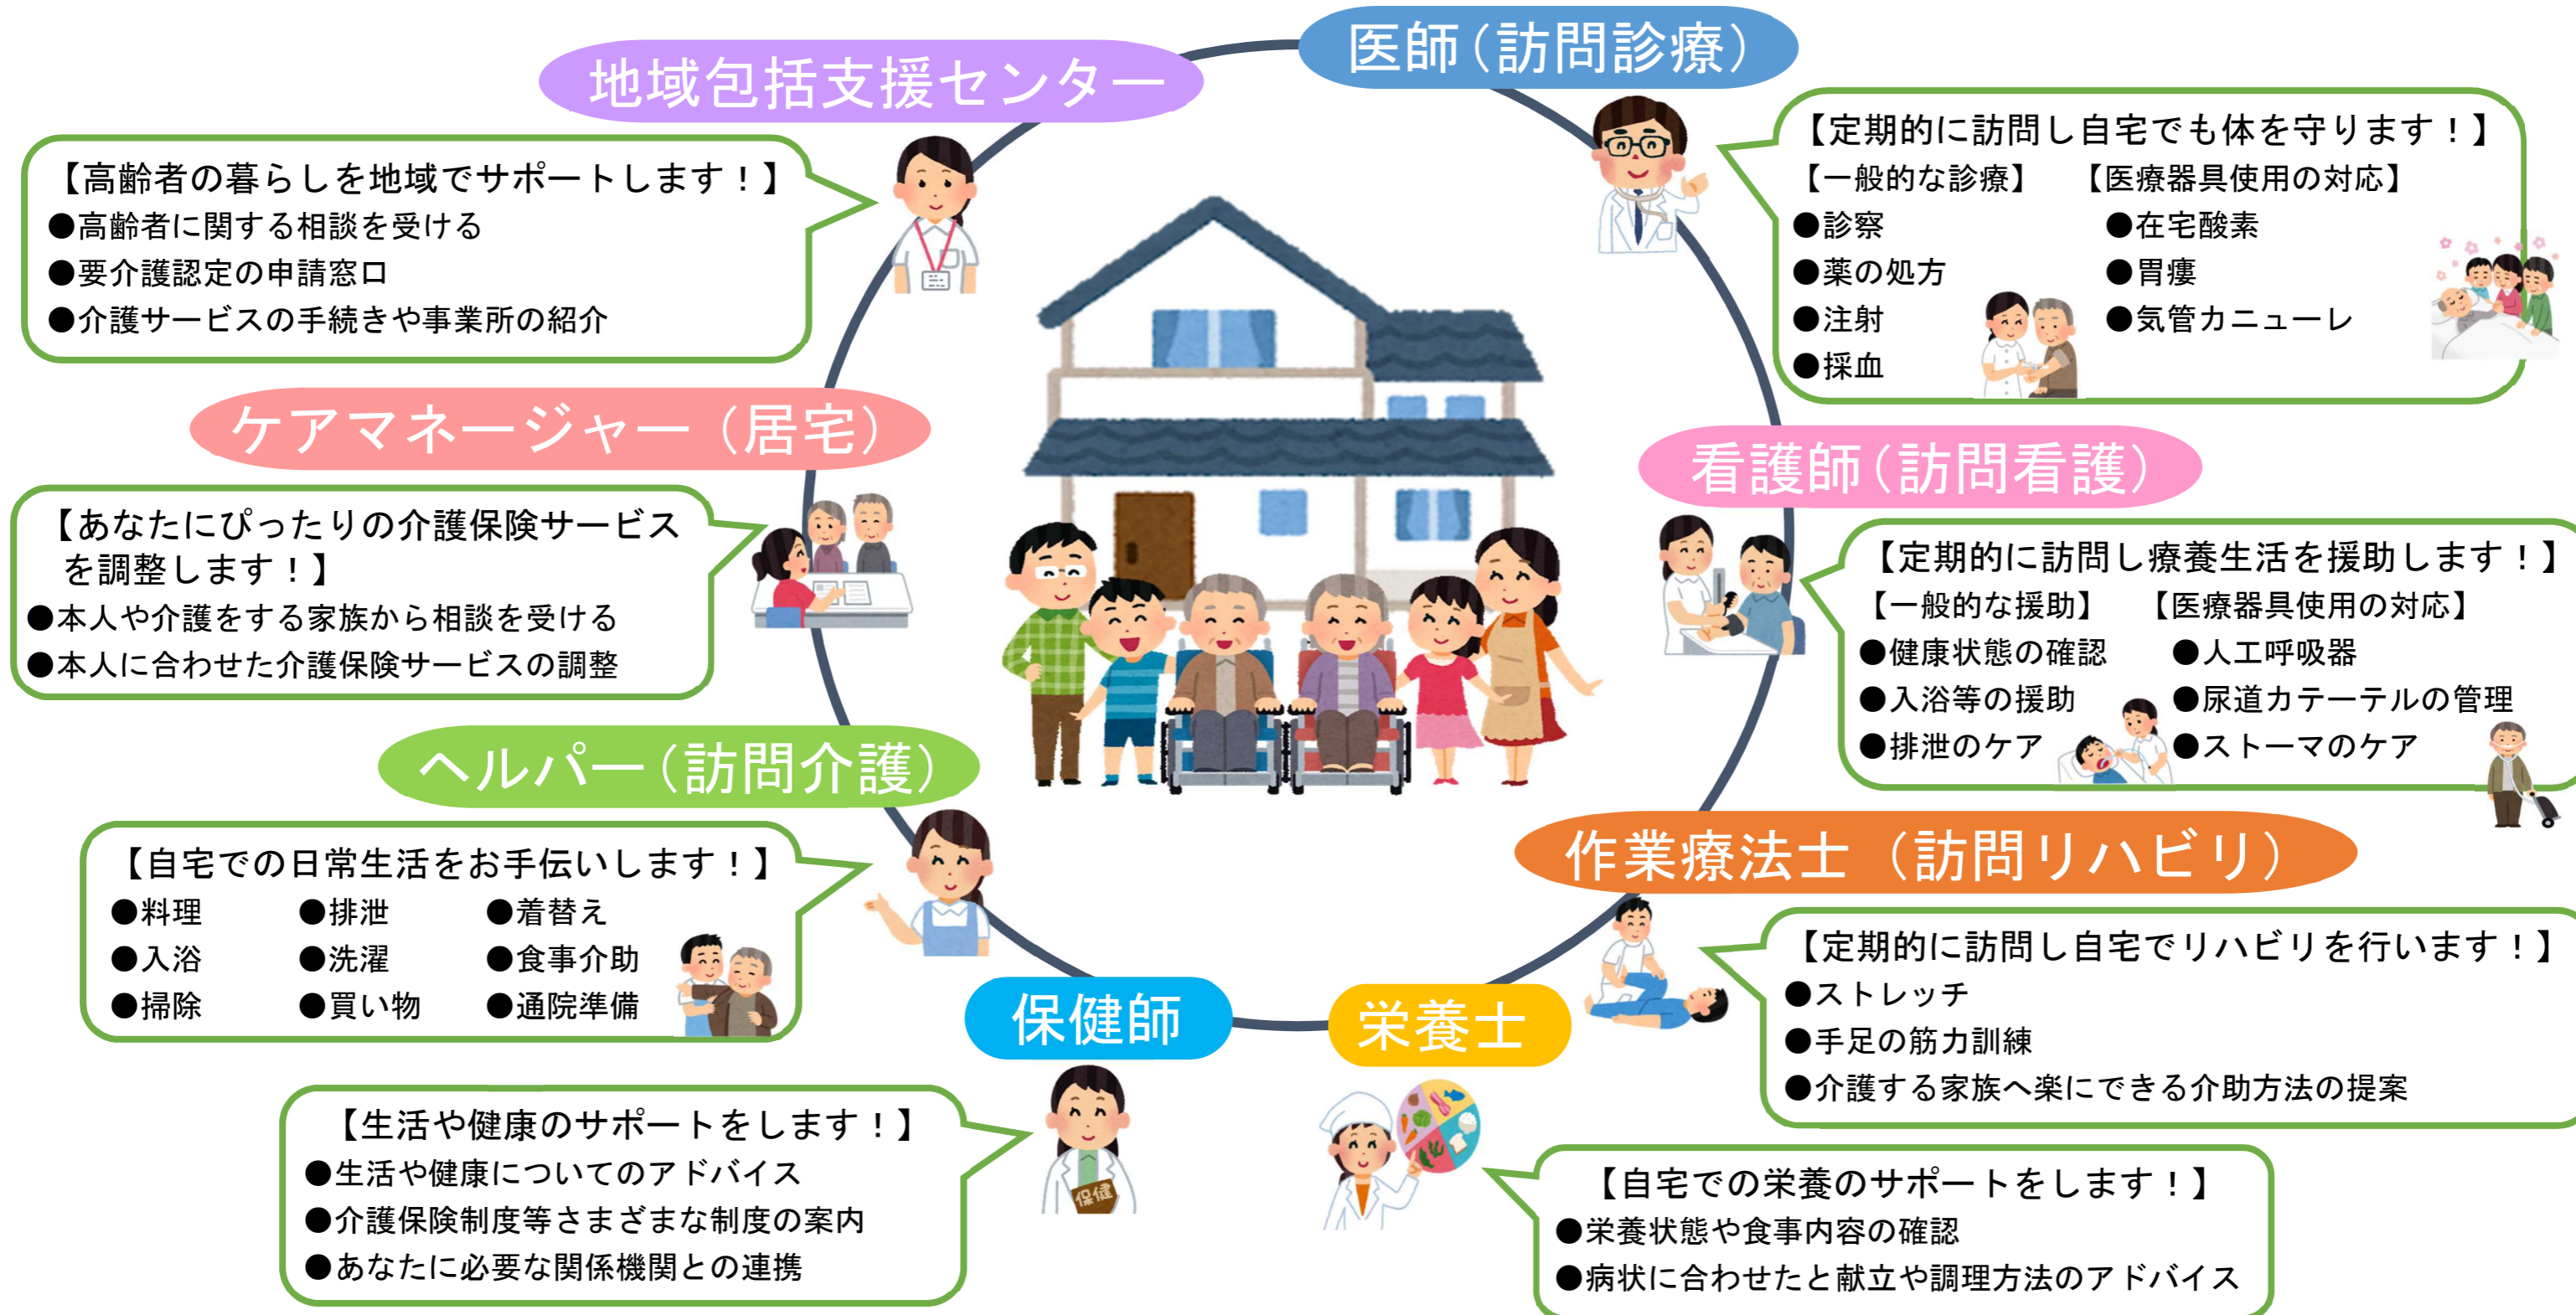 地域包括支援センター
【高齢者の暮らしを地域でサポートします！】
●高齢者に関する相談を受ける
●要介護認定の申請窓口
●介護サービスの手続きや事業所の紹介
医師（訪問診療）
【定期的に訪問し自宅でも体を守ります！】
【一般的な診療】　【医療器具使用の対応】
●診察　●在宅酸素
●薬の処方　●胃瘻
●注射　●気管カニューレ
●採血
ケアマネージャー（居宅）
【あなたにぴったりの介護保険サービス
を調整します！】
●本人や介護をする家族から相談を受ける
●本人に合わせた介護保険サービスの調整
看護師（訪問看護）
【定期的に訪問し療養生活を援助します！】
【一般的な援助】　【医療器具使用の対応】
●健康状態の確認　●人工呼吸器
●入浴等の援助　●尿道カテーテルの管理
●排泄のケア　●ストーマのケア
ヘルパー（訪問介護）
【自宅での日常生活をお手伝いします！】
●料理　●排泄　●着替え
●入浴　●洗濯　●食事介助
●掃除　●買い物　●通院準備
作業療法士（訪問リハビリ）
【定期的に訪問し自宅でリハビリを行います！】
●ストレッチ
●手足の筋力訓練
●介護する家族へ楽にできる介助方法の提案
保健師
【生活や健康のサポートをします！】
●生活や健康についてのアドバイス
●介護保険制度等さまざまな制度の案内
●あなたに必要な関係機関との連携
保健
栄養士
【自宅での栄養のサポートをします！】
●栄養状態や食事内容の確認
●病状に合わせたと献立や調理方法のアドバイス